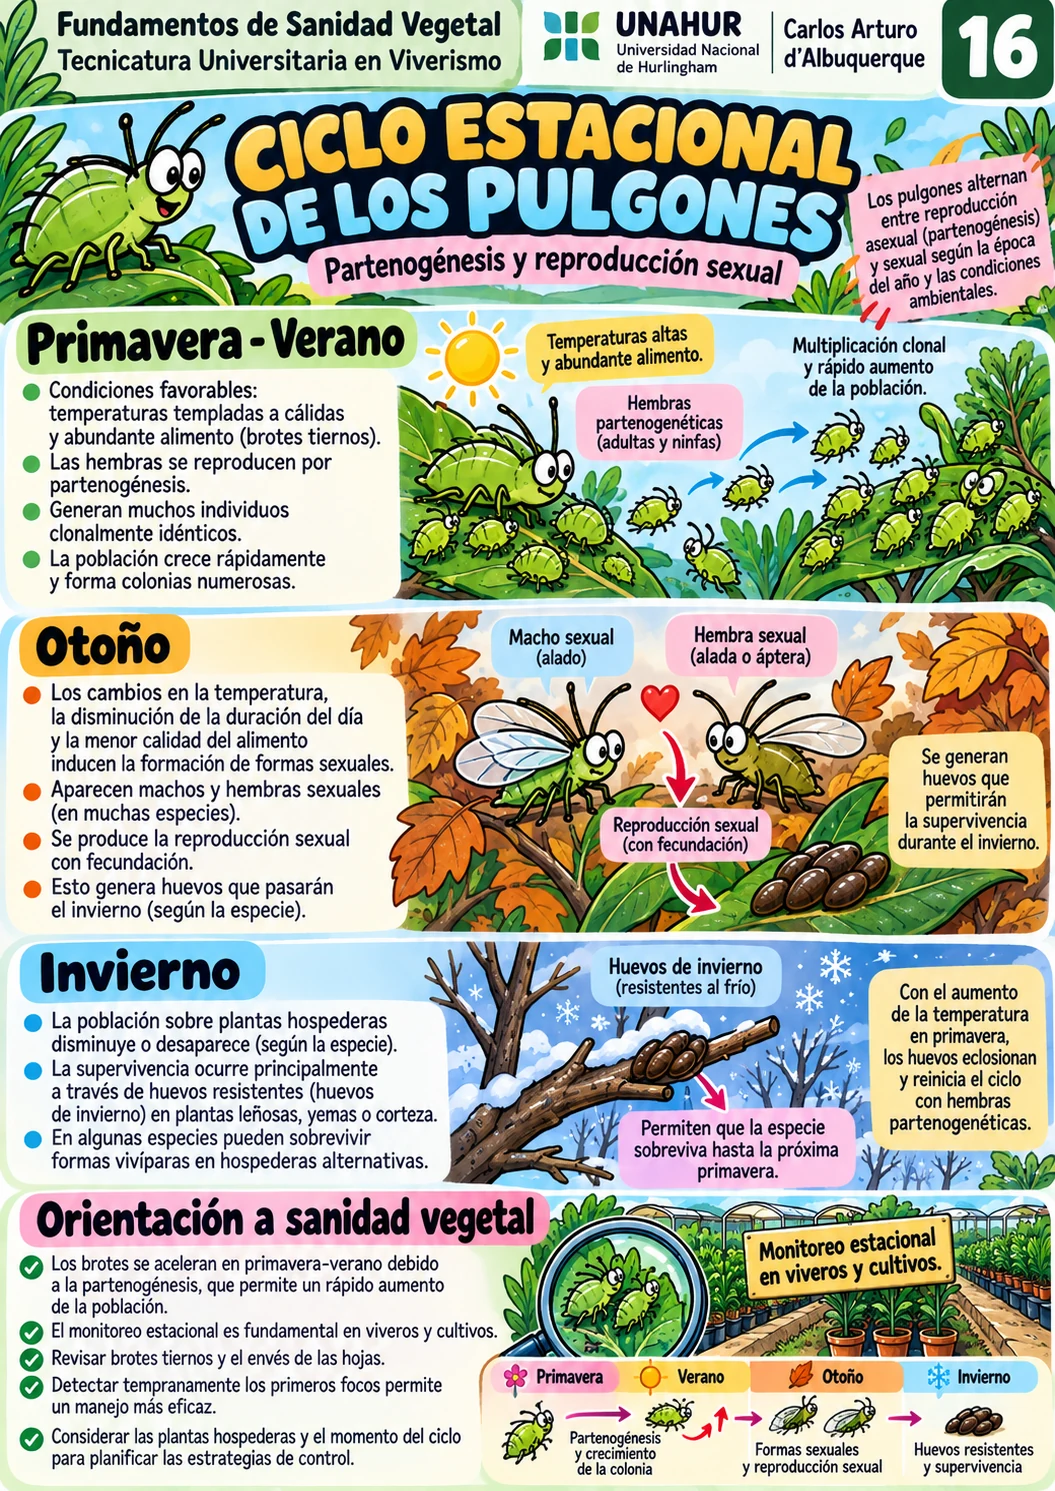 Fundamentos de Sanidad Vegetal
Tecnicatura Universitaria en Viverismo
UNAHUR
Universidad Nacional
de Hurlingham
Carlos Arturo
d'Albuquerque
16
CICLO ESTACIONAL
DE LOS PULGONES
Partenogénesis y reproducción sexual
Los pulgones alternan
entre reproducción
asexual (partenogénesis)
y sexual según la época
del año y las condiciones
ambientales.
Primavera - Verano
Condiciones favorables:
temperaturas templadas a cálidas
y abundante alimento (brotes tiernos).
Las hembras se reproducen por
partenogénesis.
Generan muchos individuos
clonalmente idénticos.
La población crece rápidamente
y forma colonias numerosas.
Temperaturas altas
y abundante alimento.
Hembras
partenogenéticas
(adultas y ninfas)
Multiplicación clonal
y rápido aumento
de la población.
Otoño
Los cambios en la temperatura,
la disminución de la duración del día
y la menor calidad del alimento
inducen la formación de formas sexuales.
Aparecen machos y hembras sexuales
(en muchas especies).
Se produce la reproducción sexual
con fecundación.
Esto genera huevos que pasarán
el invierno (según la especie).
Macho sexual
(alado)
Hembra sexual
(alada o áptera)
Reproducción sexual
(con fecundación)
Se generan
huevos que
permitirán
la supervivencia
durante el invierno.
Invierno
La población sobre plantas hospederas
disminuye o desaparece (según la especie).
La supervivencia ocurre principalmente
a través de huevos resistentes (huevos
de invierno) en plantas leñosas, yemas o corteza.
En algunas especies pueden sobrevivir
formas vivíparas en hospederas alternativas.
Huevos de invierno
(resistentes al frío)
Permiten que la especie
sobreviva hasta la próxima
primavera.
Con el aumento
de la temperatura
en primavera,
los huevos eclosionan
y reinicia el ciclo
con hembras
partenogenéticas.
Orientación a sanidad vegetal
Los brotes se aceleran en primavera-verano debido
a la partenogénesis, que permite un rápido aumento
de la población.
El monitoreo estacional es fundamental en viveros y cultivos.
Revisar brotes tiernos y el envés de las hojas.
Detectar tempranamente los primeros focos permite
un manejo más eficaz.
Considerar las plantas hospederas y el momento del ciclo
para planificar las estrategias de control.
Monitoreo estacional
en viveros y cultivos.
Primavera
Verano
Otoño
Invierno
Partenogénesis
y crecimiento
de la colonia
Formas sexuales
y reproducción sexual
Huevos resistentes
y supervivencia